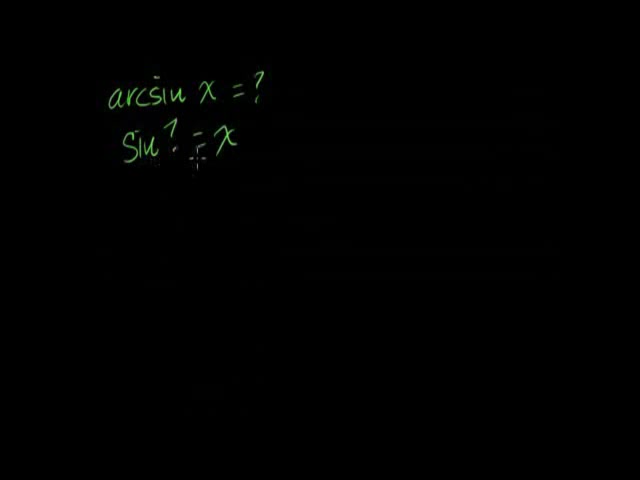 arcsin x = ?
sin ? = x